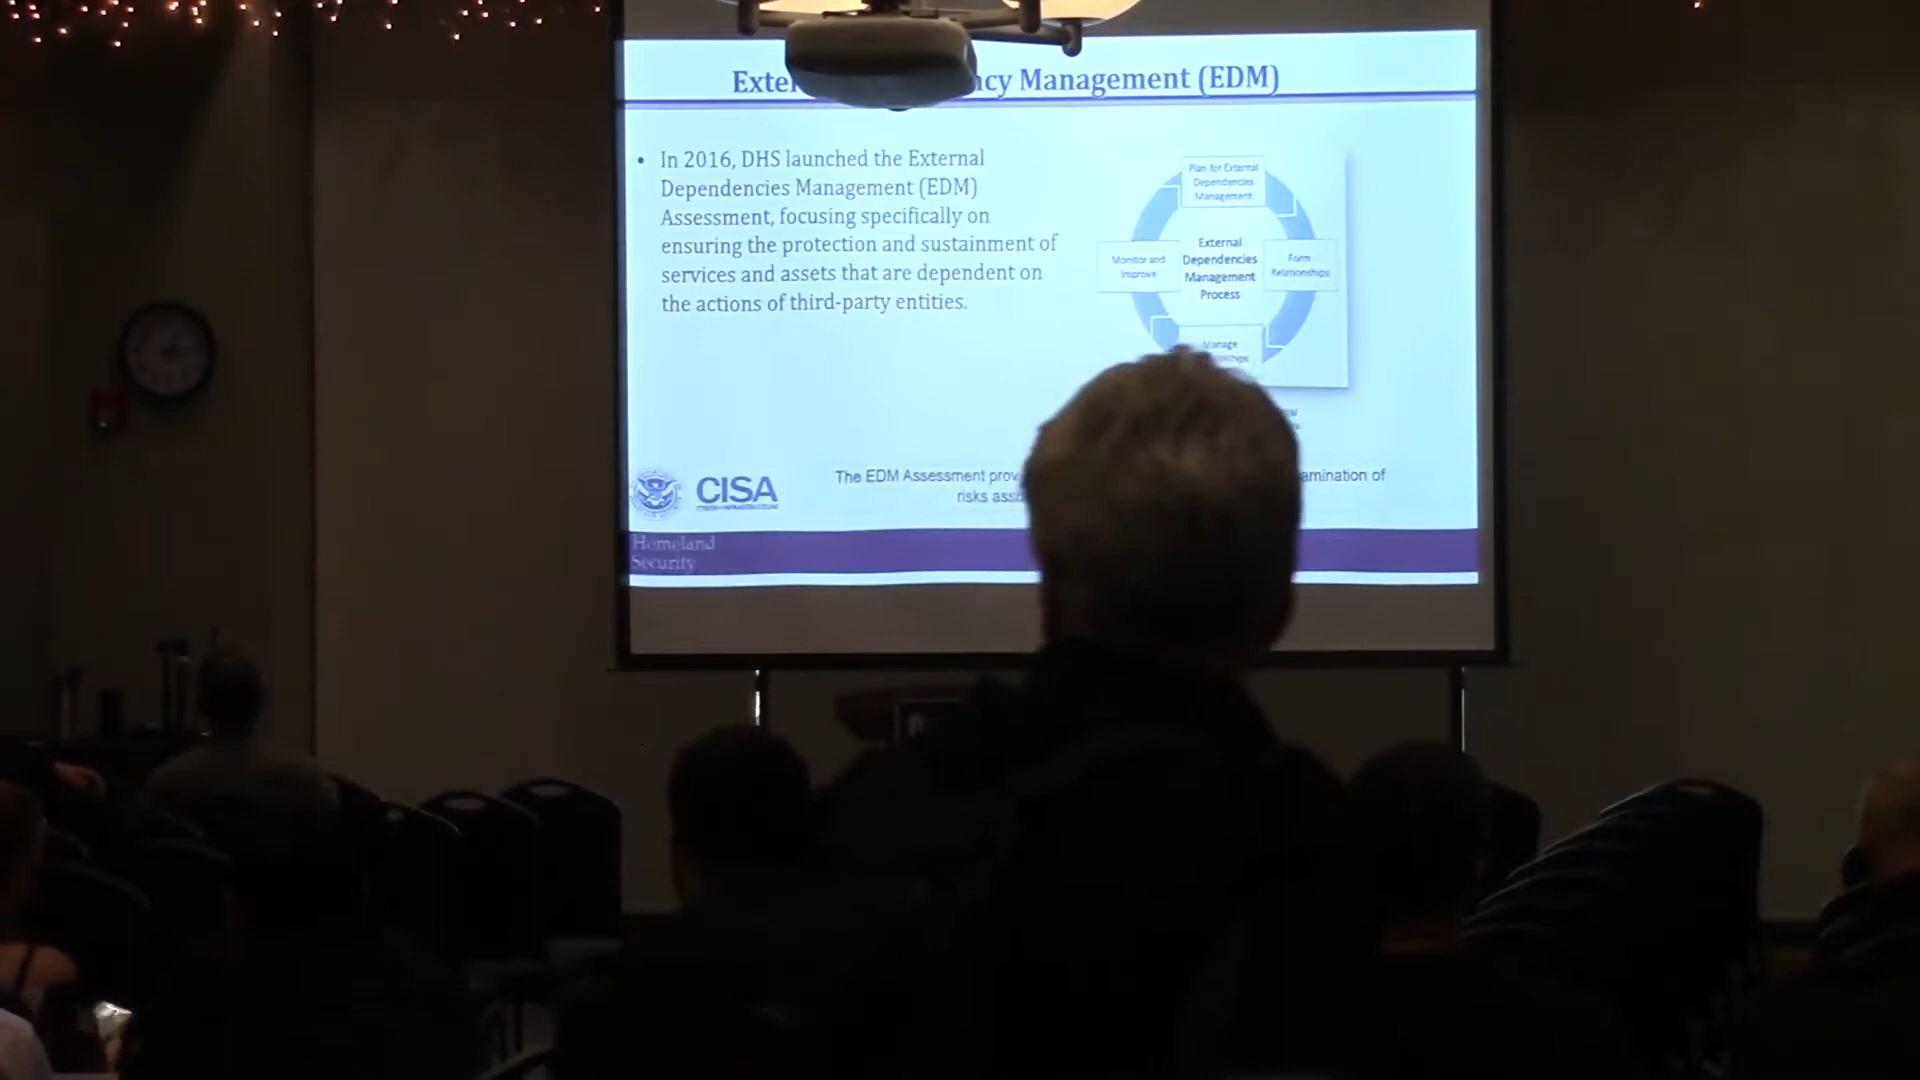 Exter ncy Management (EDM)
• In 2016, DHS launched the External
Dependencies Management (EDM)
Assessment, focusing specifically on
ensuring the protection and sustainment of
services and assets that are dependent on
the actions of third-party entities.
Plan for External
Dependencies
Management
Monitor and
Improve
External
Dependencies
Management
Process
Form
Relationships
Manage
The EDM Assessment amination of
risks
CISA
Homeland
Security